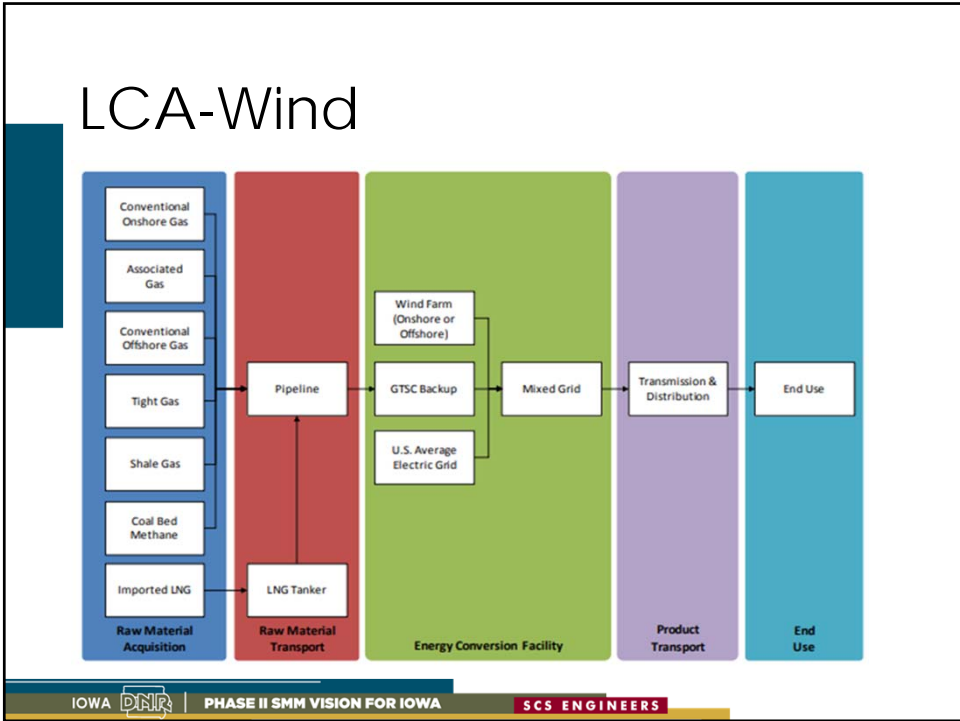 LCA-Wind
Conventional
Onshore Gas
Associated
Gas
Conventional
Offshore Gas
Tight Gas
Shale Gas
Coal Bed
Methane
Imported LNG
Raw Material
Acquisition
Pipeline
LNG Tanker
Raw Material
Transport
Wind Farm
(Onshore or
Offshore)
GTSC Backup
U.S. Average
Electric Grid
Mixed Grid
Energy Conversion Facility
Transmission &
Distribution
Product
Transport
End Use
End
Use
IOWA DNR | PHASE II SMM VISION FOR IOWA
SCS ENGINEERS